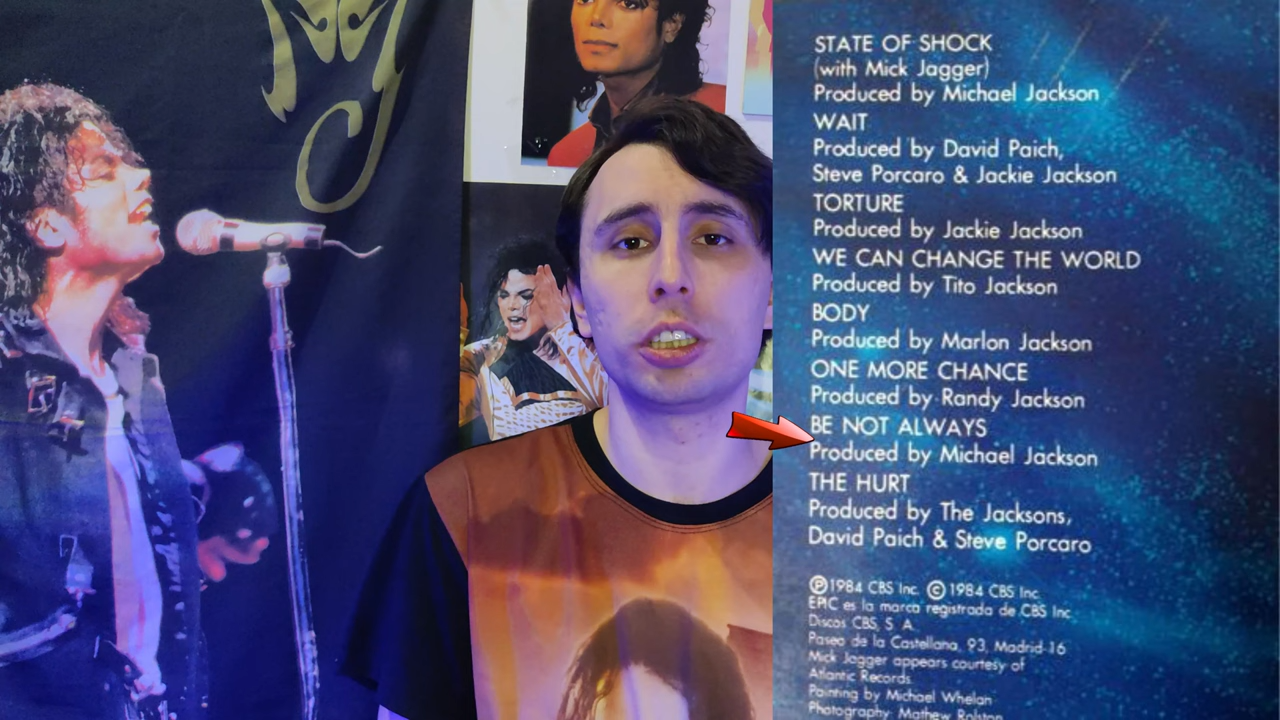 STATE OF SHOCK
(with Mick Jagger)
Produced by Michael Jackson
WAIT
Produced by David Paich,
Steve Porcaro & Jackie Jackson
TORTURE
Produced by Jackie Jackson
WE CAN CHANGE THE WORLD
Produced by Tito Jackson
BODY
Produced by Marlon Jackson
ONE MORE CHANCE
Produced by Randy Jackson
BE NOT ALWAYS
Produced by Michael Jackson
THE HURT
Produced by The Jacksons,
David Paich & Steve Porcaro
Ⓟ 1984 CBS Inc. © 1984 CBS Inc.
EPIC es la marca registrada de CBS Inc.
Discos CBS, S. A.
Paseo de la Castellana, 93, Madrid-16
Mick Jagger appears courtesy of
Atlantic Records.
Painting by Michael Whelan
Photography: Mathew Rolston